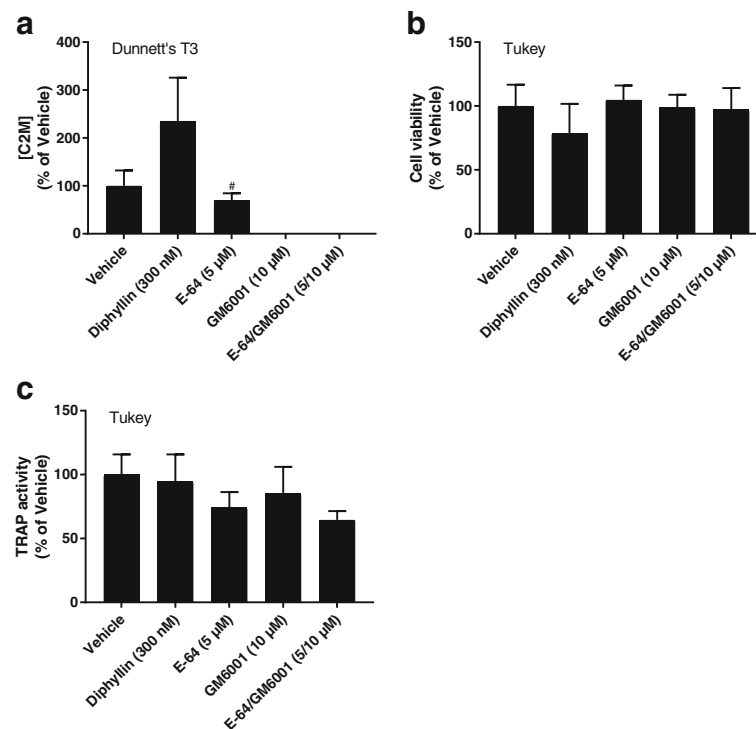 a
Dunnett's T3
[C2M]
(% of Vehicle)
400
300
200
100
0
#
Vehicle
Diphyllin (300 nM)
E-64 (5 µM)
GM6001 (10 µM)
E-64/GM6001 (5/10 µM)
b
Tukey
Cell viability
(% of Vehicle)
150
100
50
0
Vehicle
Diphyllin (300 nM)
E-64 (5 µM)
GM6001 (10 µM)
E-64/GM6001 (5/10 µM)
c
Tukey
TRAP activity
(% of Vehicle)
150
100
50
0
Vehicle
Diphyllin (300 nM)
E-64 (5 µM)
GM6001 (10 µM)
E-64/GM6001 (5/10 µM)